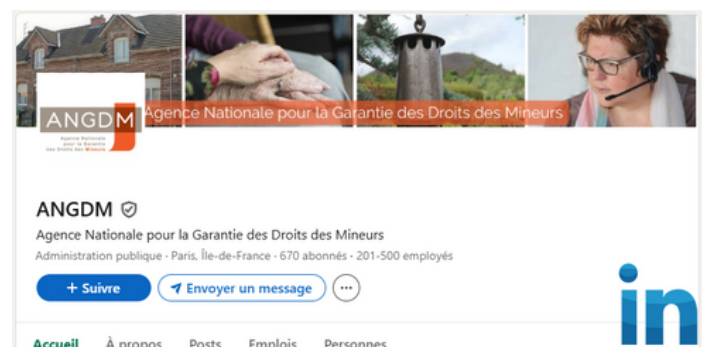 Agence Nationale pour la Garantie des Droits des Mineurs
ANGDM
Agence Nationale
pour la Garantie
des Droits des Mineurs
ANGDM
Agence Nationale pour la Garantie des Droits des Mineurs
Administration publique · Paris, Île-de-France · 670 abonnés · 201-500 employés
+ Suivre
Envoyer un message
in
Accueil À propos Posts Emplois Personnes